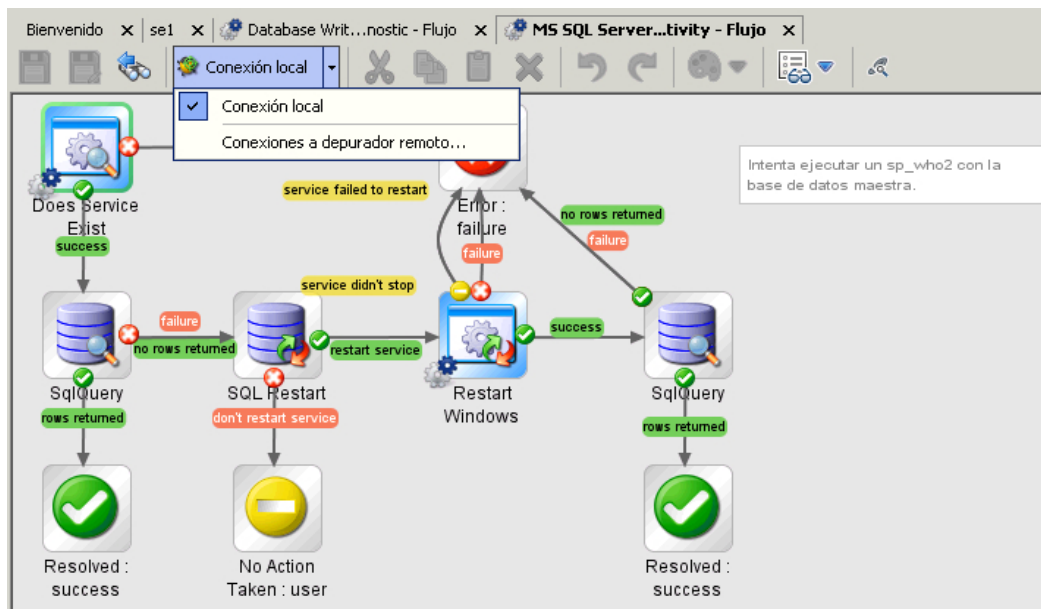 Bienvenido
se1
Database Writ...nostic - Flujo
MS SQL Server...tivity - Flujo
Conexión local
Conexión local
Conexiones a depurador remoto...
Intenta ejecutar un sp_who2 con la
base de datos maestra.
Does Service
Exist
success
service failed to restart
Error :
failure
failure
no rows returned
failure
service didn't stop
failure
no rows returned
restart service
success
SqlQuery
SQL Restart
Restart
Windows
SqlQuery
rows returned
don't restart service
rows returned
Resolved :
success
No Action
Taken : user
Resolved :
success